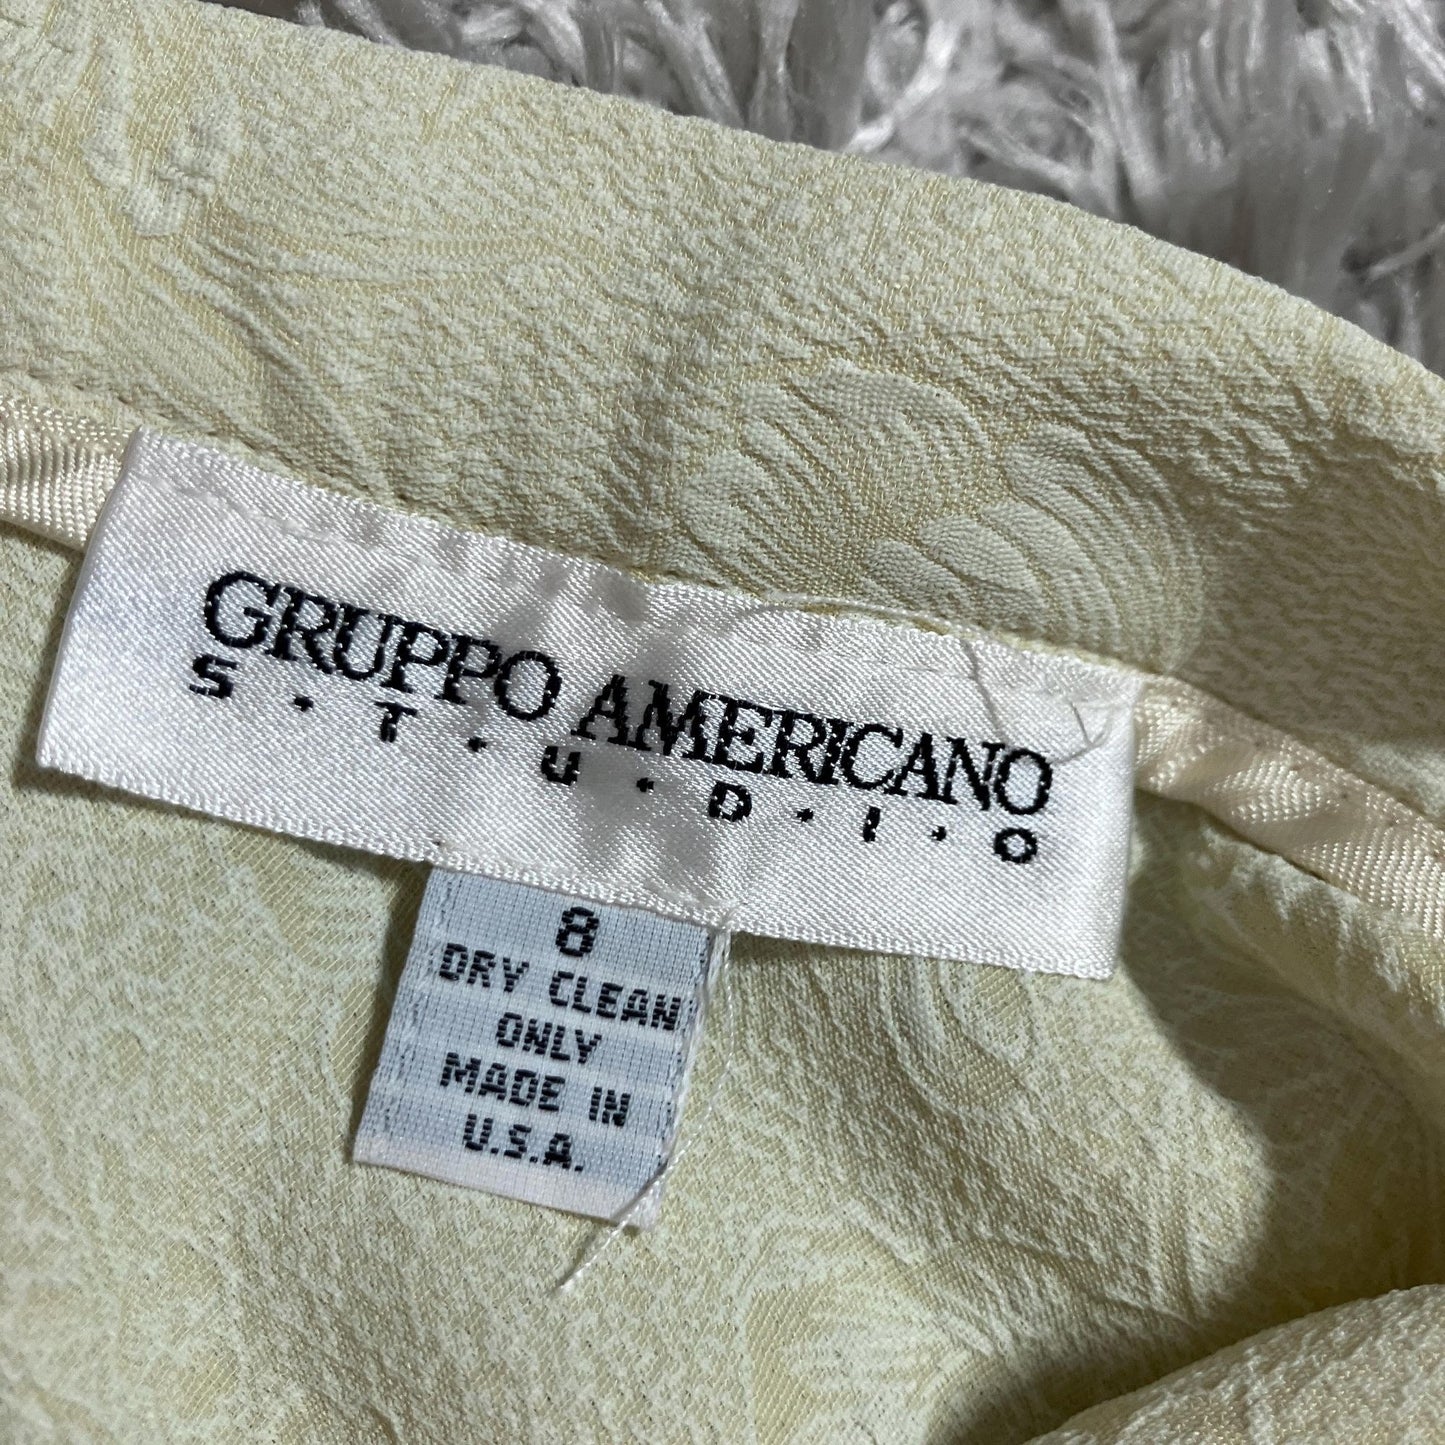 GRUPPO AMERICANO
S·T·U·D·I·O
8
DRY CLEAN
ONLY
MADE IN
U.S.A.